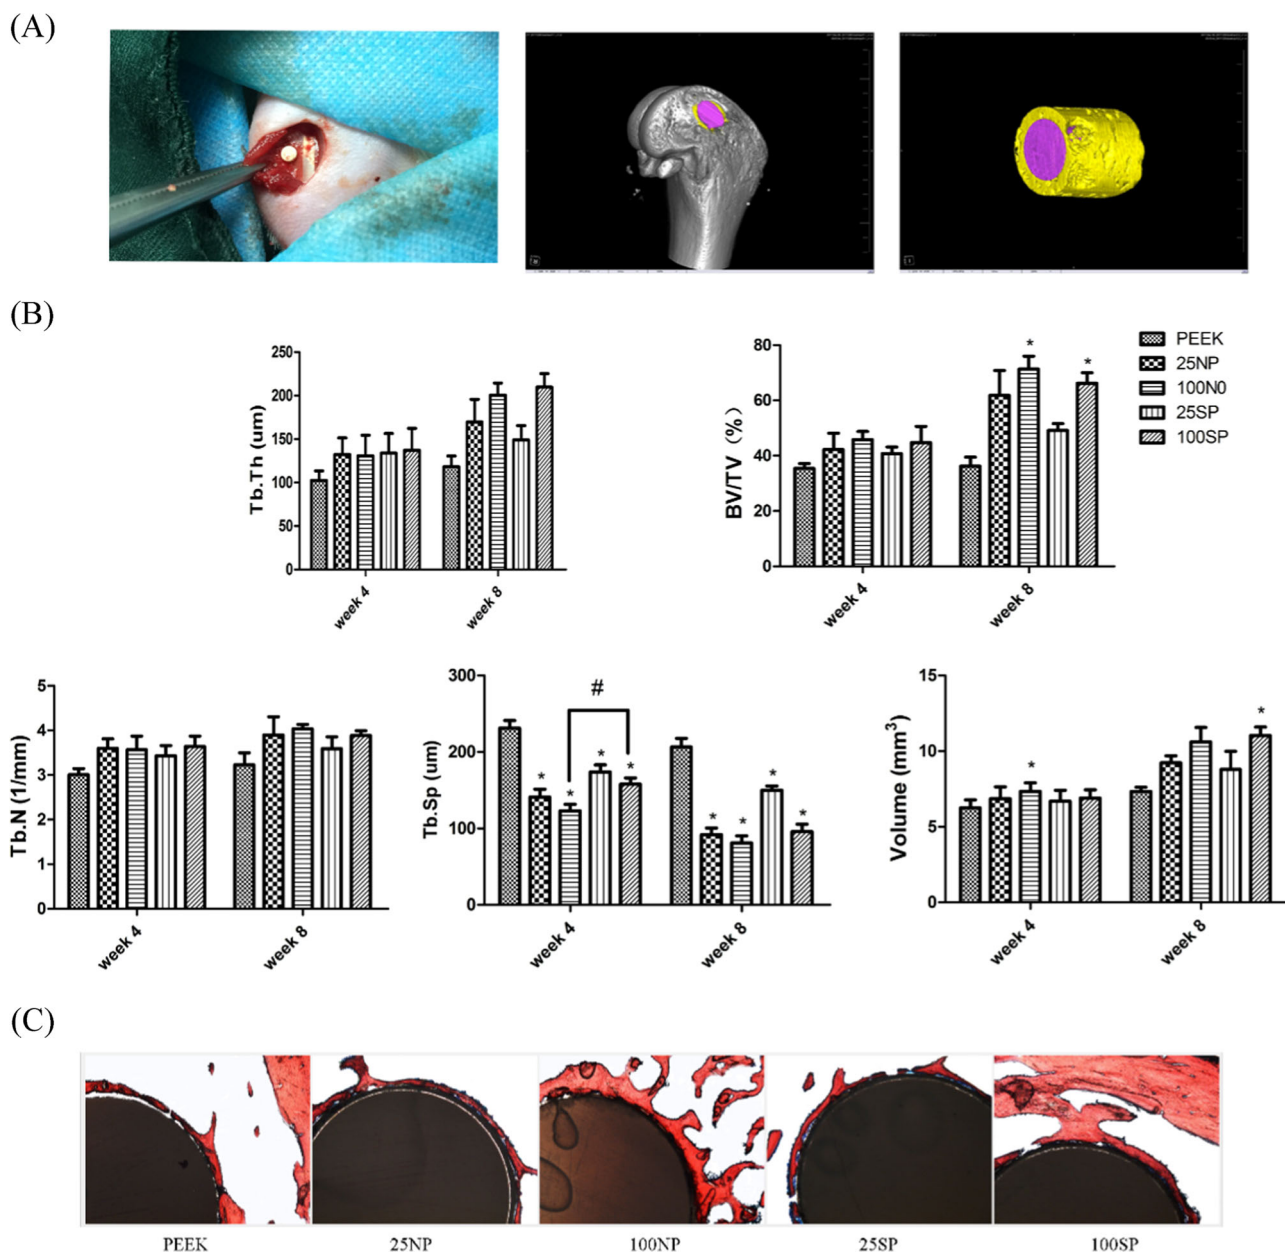 (A)
(B)
250
200
150
100
50
0
Tb.Th (um)
week 4
week 8
80
60
40
20
0
BV/TV (%)
* *
week 4
week 8
PEEK
25NP
100N0
25SP
100SP
5
4
3
2
1
0
Tb.N (1/mm)
week 4
week 8
300
200
100
0
Tb.Sp (um)
#
* * * *
* * * *
week 4
week 8
15
10
5
0
Volume (mm³)
* *
week 4
week 8
(C)
PEEK 25NP 100NP 25SP 100SP